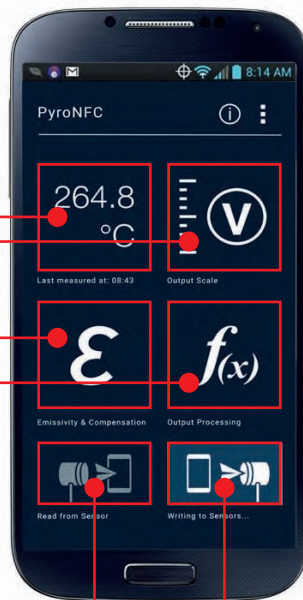 8:14 AM
PyroNFC
264.8
°C
V
Last measured at: 08:43
Output Scale
ε
f(x)
Emissivity & Compensation
Output Processing
Read from Sensor
Writing to Sensors...